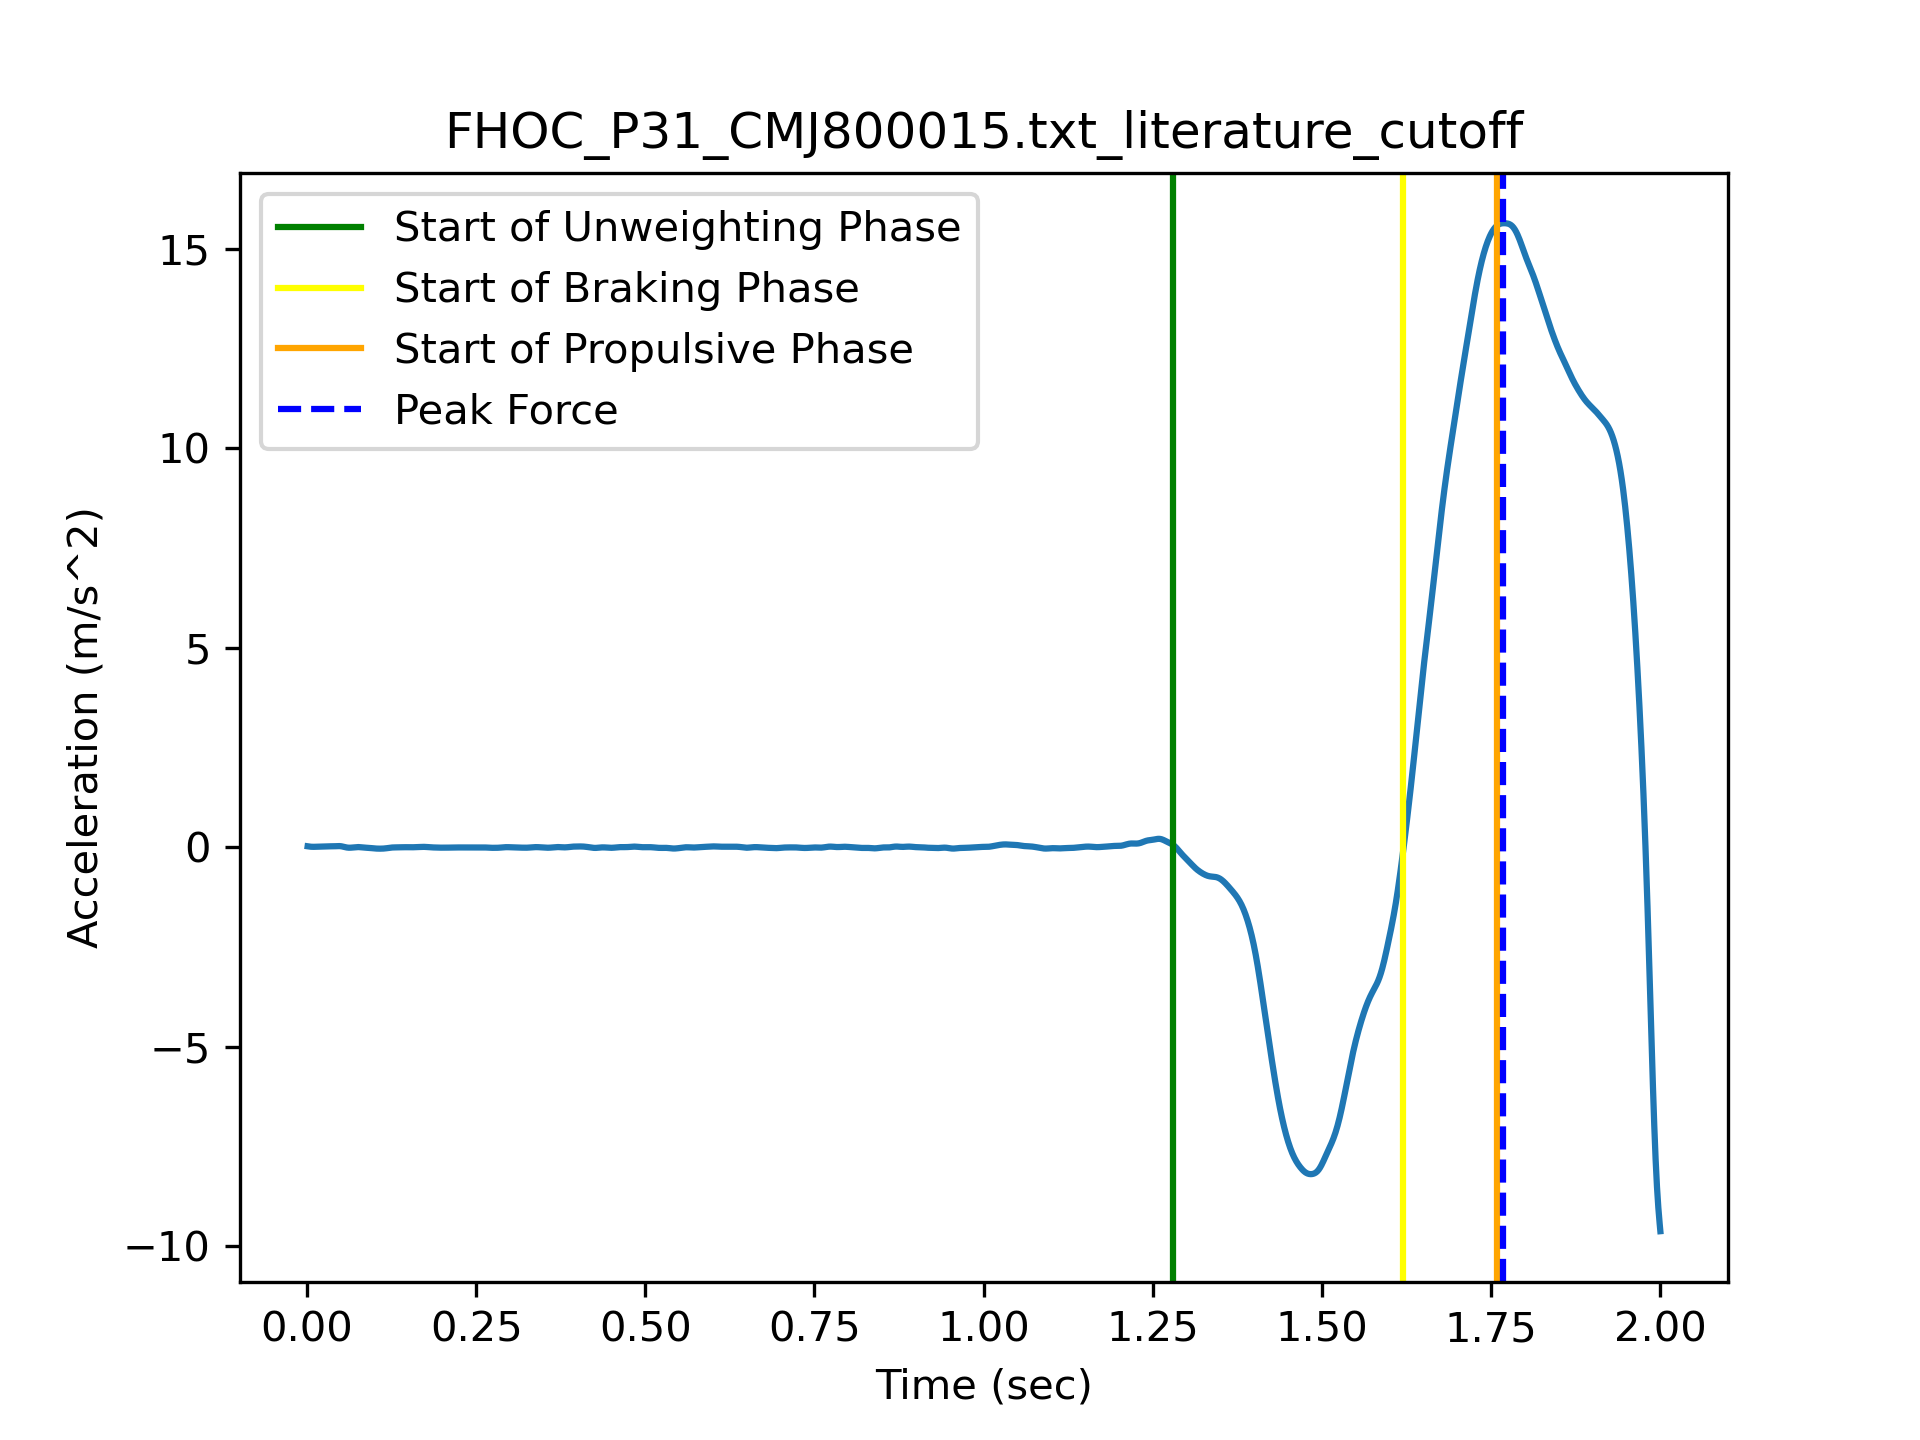 FHOC_P31_CMJ800015.txt_literature_cutoff
Start of Unweighting Phase
Start of Braking Phase
Start of Propulsive Phase
Peak Force
15
10
5
0
−5
−10
Acceleration (m/s^2)
0.00 0.25 0.50 0.75 1.00 1.25 1.50 1.75 2.00
Time (sec)